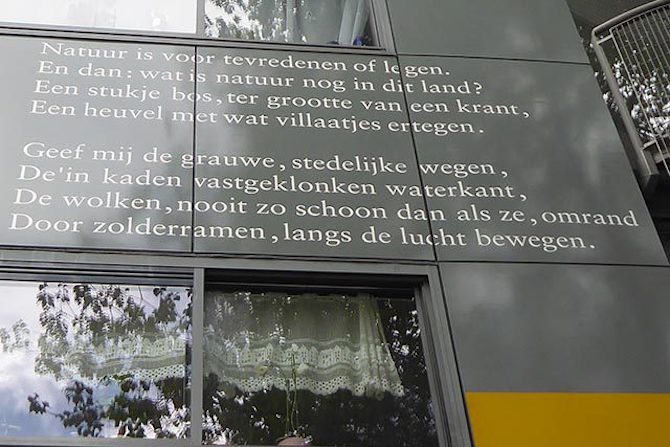 Natuur is voor tevredenen of legen.
En dan: wat is natuur nog in dit land?
Een stukje bos, ter grootte van een krant,
Een heuvel met wat villaatjes ertegen.
Geef mij de grauwe, stedelijke wegen,
De'in kaden vastgeklonken waterkant,
De wolken, nooit zo schoon dan als ze, omrand
Door zolderramen, langs de lucht bewegen.